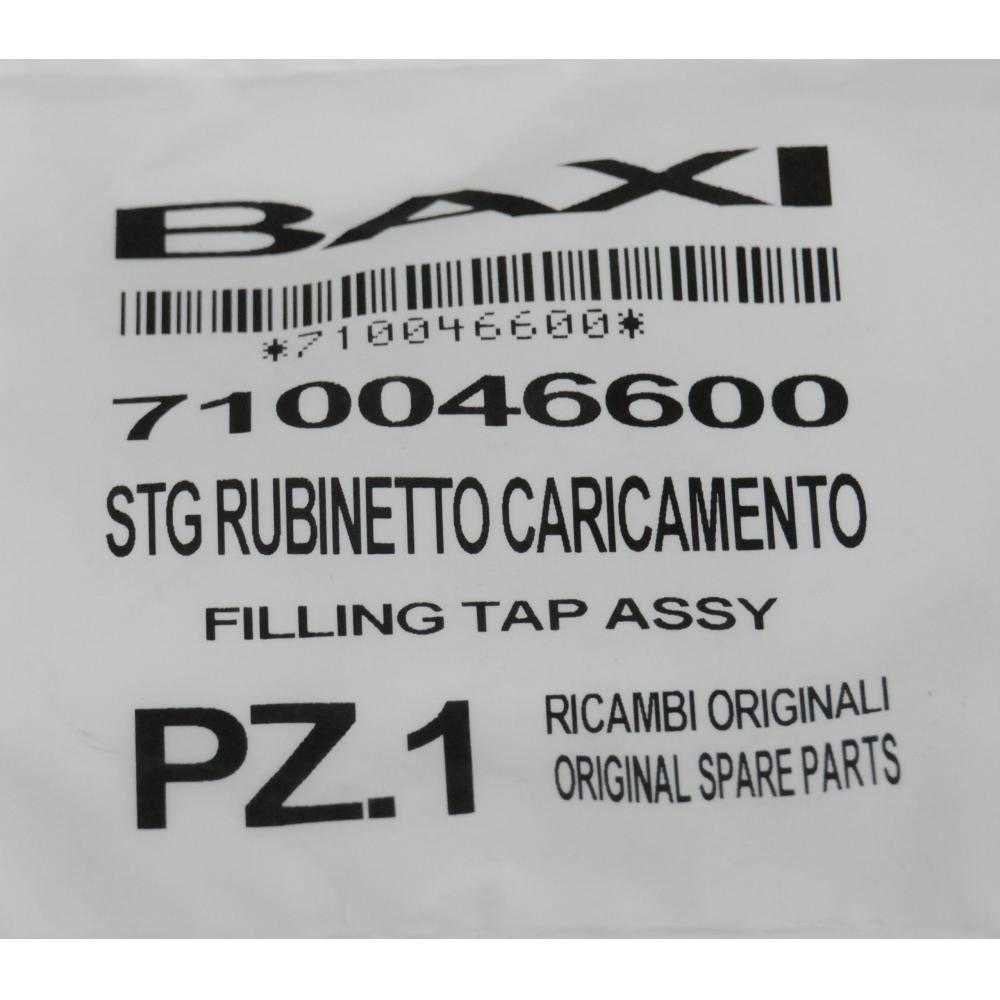 BAXI
*710046600*
710046600
STG RUBINETTO CARICAMENTO
FILLING TAP ASSY
PZ.1
RICAMBI ORIGINALI
ORIGINAL SPARE PARTS